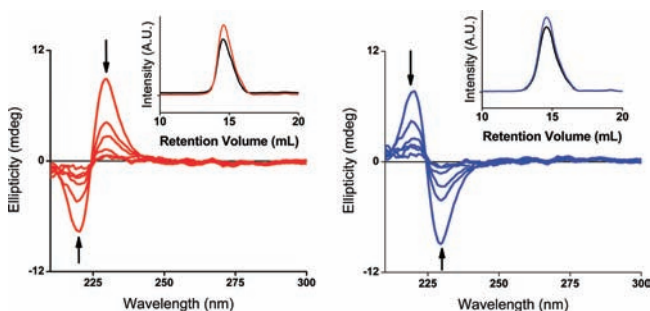 12
0
-12
Ellipticity (mdeg)
225
250
275
300
Wavelength (nm)
Intensity (A.U.)
10
15
20
Retention Volume (mL)
12
0
-12
Ellipticity (mdeg)
225
250
275
300
Wavelength (nm)
Intensity (A.U.)
10
15
20
Retention Volume (mL)